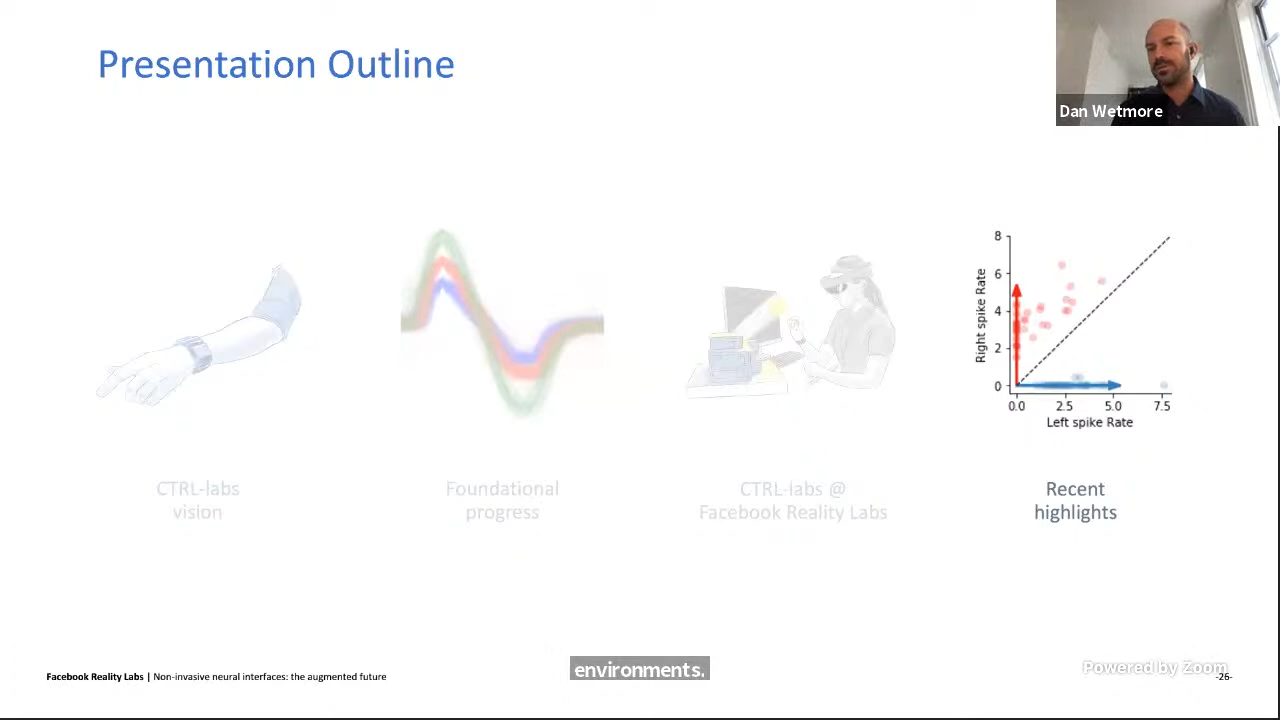 Presentation Outline
Dan Wetmore
8
6
4
2
0
Right spike Rate
0.0 2.5 5.0 7.5
Left spike Rate
CTRL-labs
vision
Foundational
progress
CTRL-labs @
Facebook Reality Labs
Recent
highlights
environments.
Powered by Zoom
Facebook Reality Labs | Non-invasive neural interfaces: the augmented future
-26-